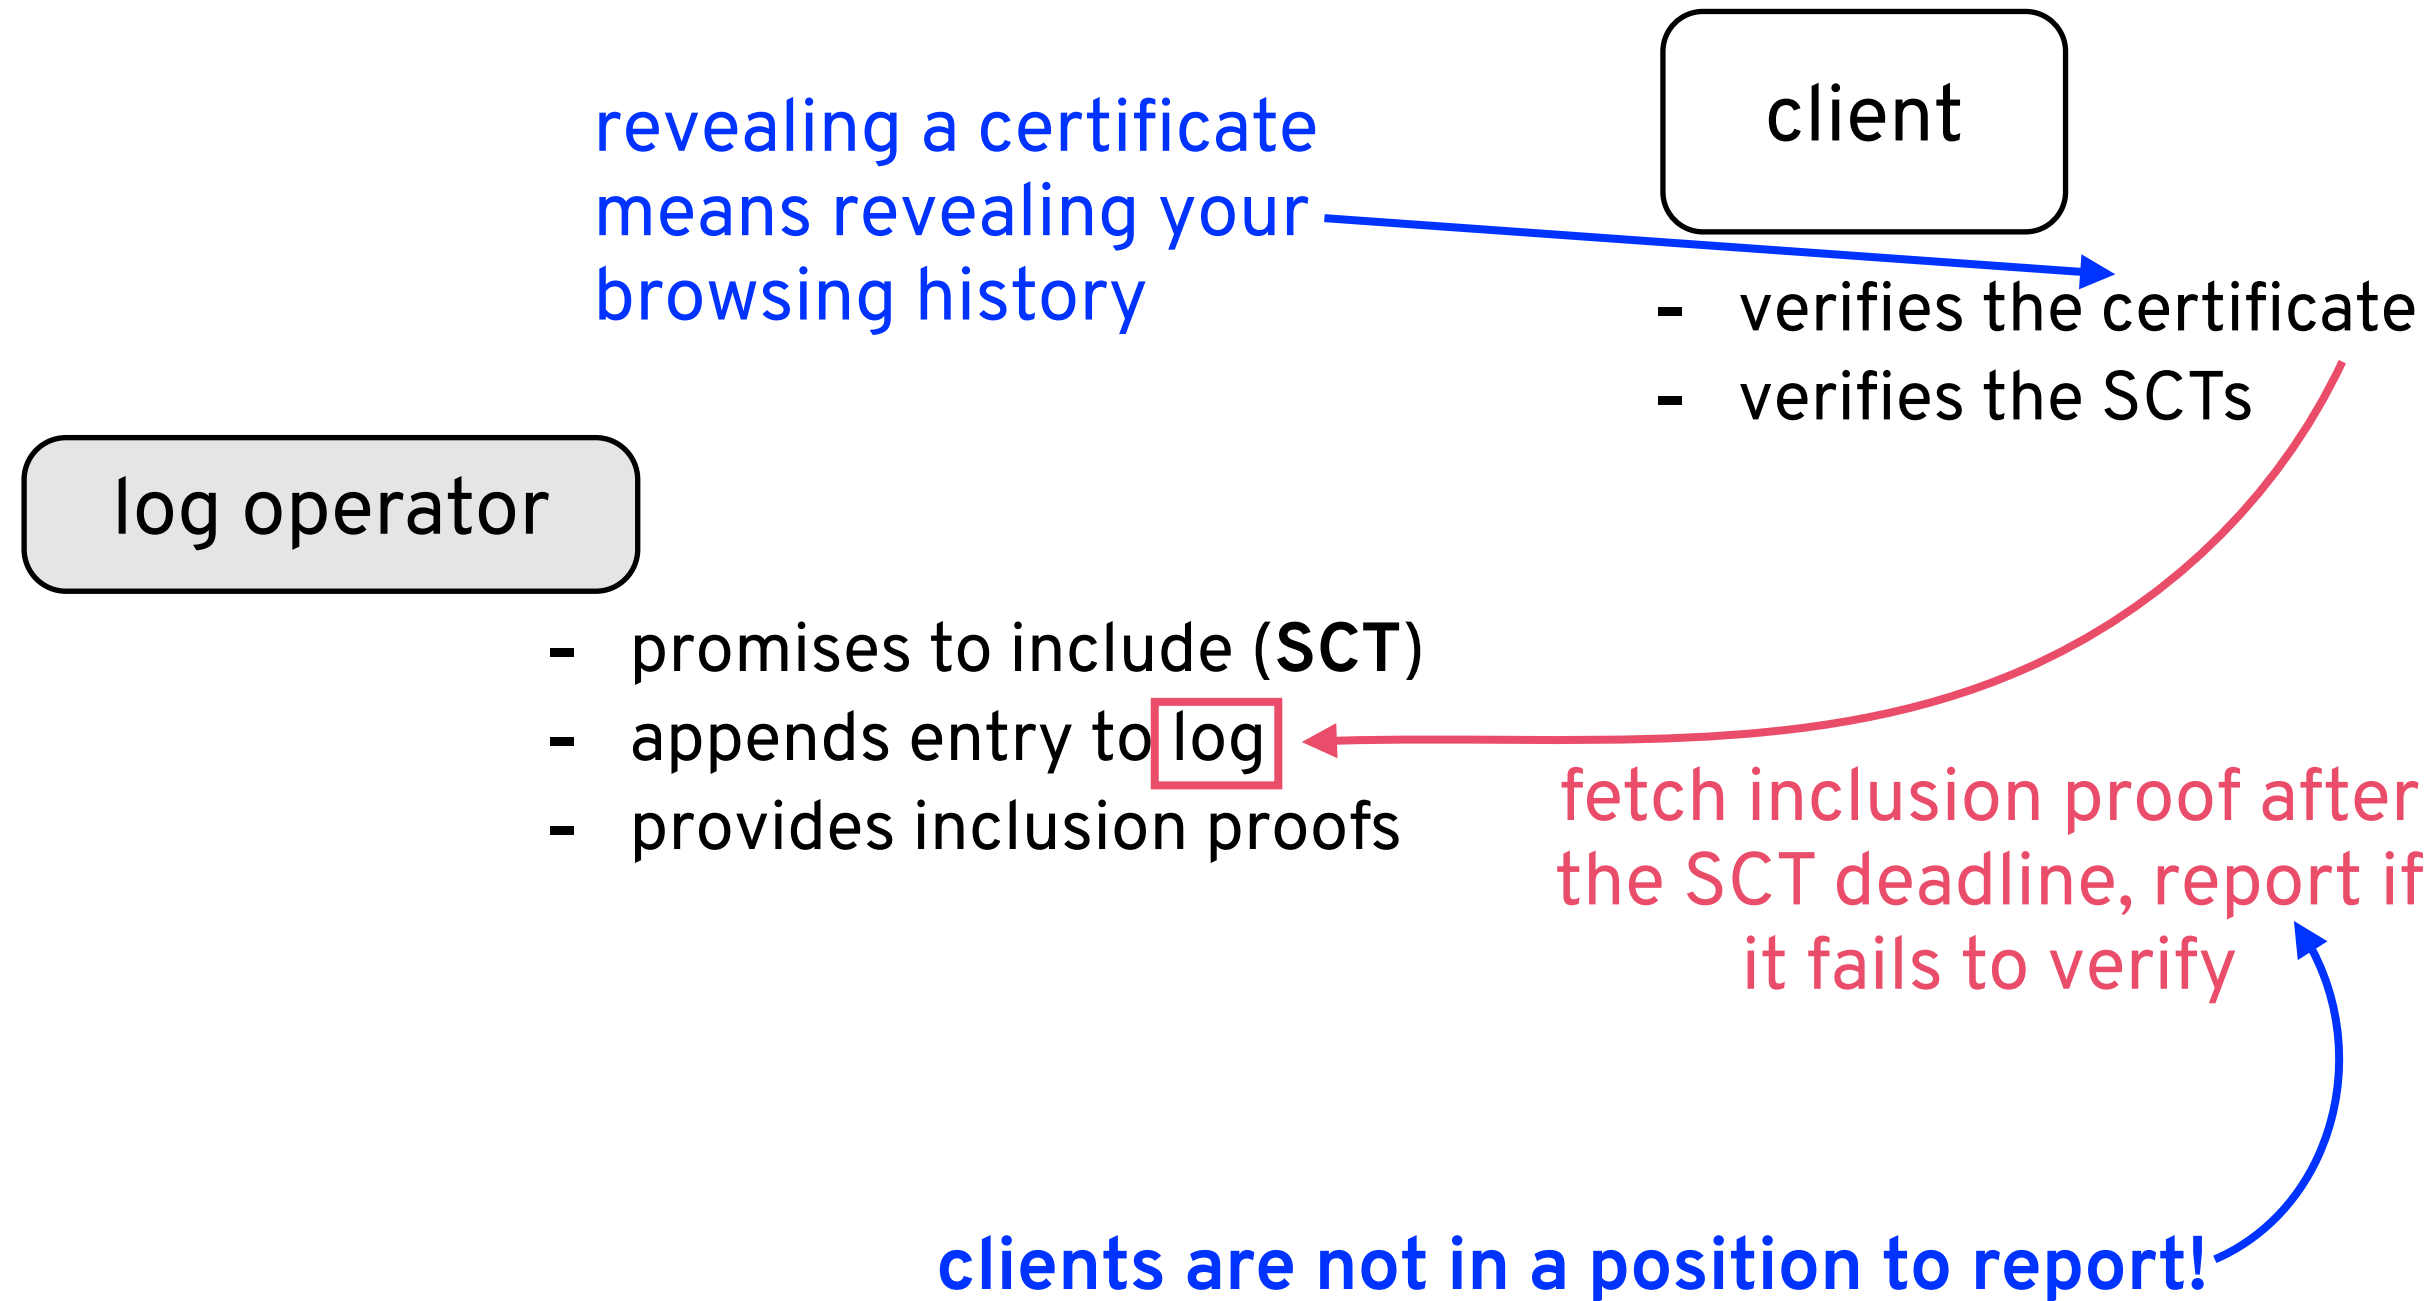 client
revealing a certificate
means revealing your
browsing history
- verifies the certificate
- verifies the SCTs
log operator
- promises to include (SCT)
- appends entry to log
- provides inclusion proofs
fetch inclusion proof after
the SCT deadline, report if
it fails to verify
clients are not in a position to report!